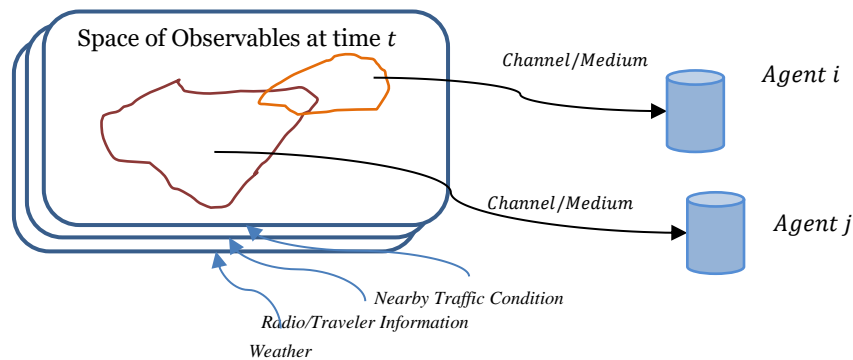 Space of Observables at time t
Channel/Medium
Agent i
Channel/Medium
Agent j
Nearby Traffic Condition
Radio/Traveler Information
Weather